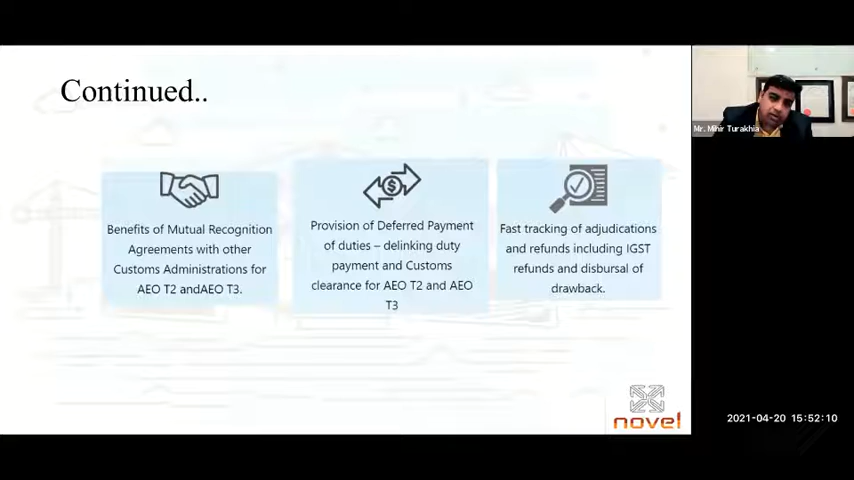 Continued..
Benefits of Mutual Recognition
Agreements with other
Customs Administrations for
AEO T2 andAEO T3.
Provision of Deferred Payment
of duties – delinking duty
payment and Customs
clearance for AEO T2 and AEO
T3
Fast tracking of adjudications
and refunds including IGST
refunds and disbursal of
drawback.
novel
Mr. Mihir Turakhia
2021-04-20 15:52:10